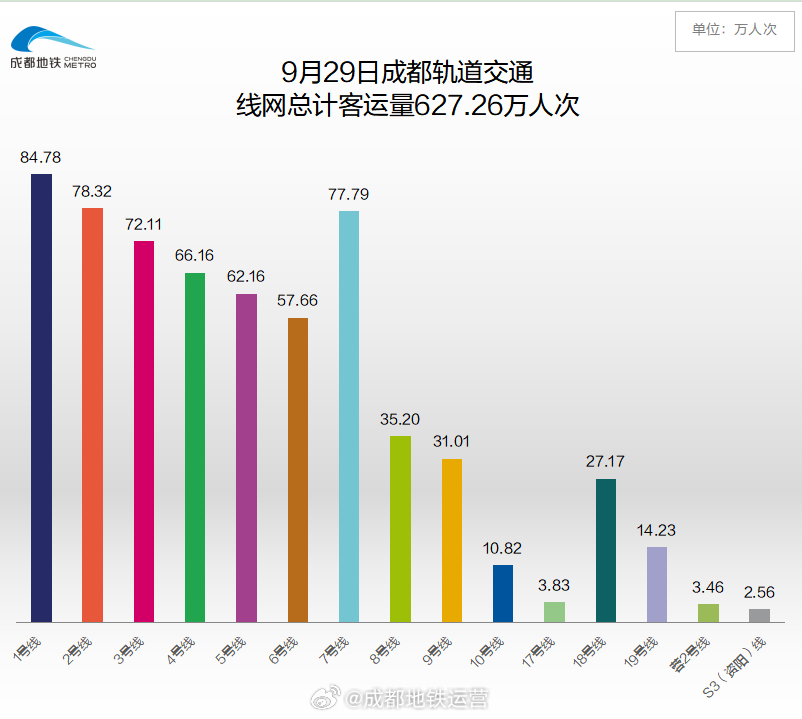 成都地铁 CHENGDU METRO
单位：万人次
9月29日成都轨道交通
线网总计客运量627.26万人次
84.78
78.32
72.11
66.16
62.16
57.66
77.79
35.20
31.01
10.82
3.83
27.17
14.23
3.46
2.56
1号线
2号线
3号线
4号线
5号线
6号线
7号线
8号线
9号线
10号线
17号线
18号线
19号线
蓉2号线
S3（资阳）线
@成都地铁运营